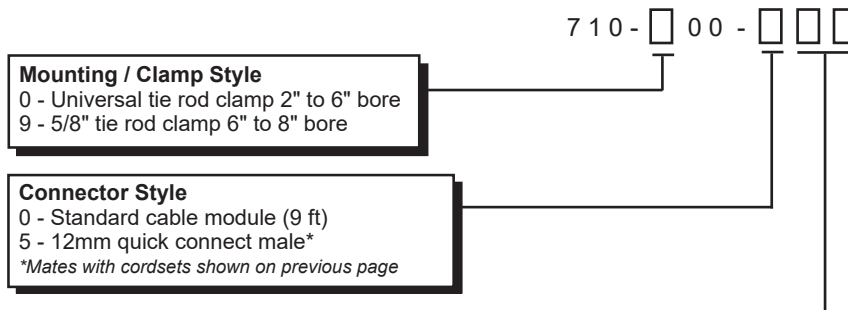 710-☐ 00 - ☐ ☐ ☐
Mounting / Clamp Style
0 - Universal tie rod clamp 2" to 6" bore
9 - 5/8" tie rod clamp 6" to 8" bore
Connector Style
0 - Standard cable module (9 ft)
5 - 12mm quick connect male*
*Mates with cordsets shown on previous page